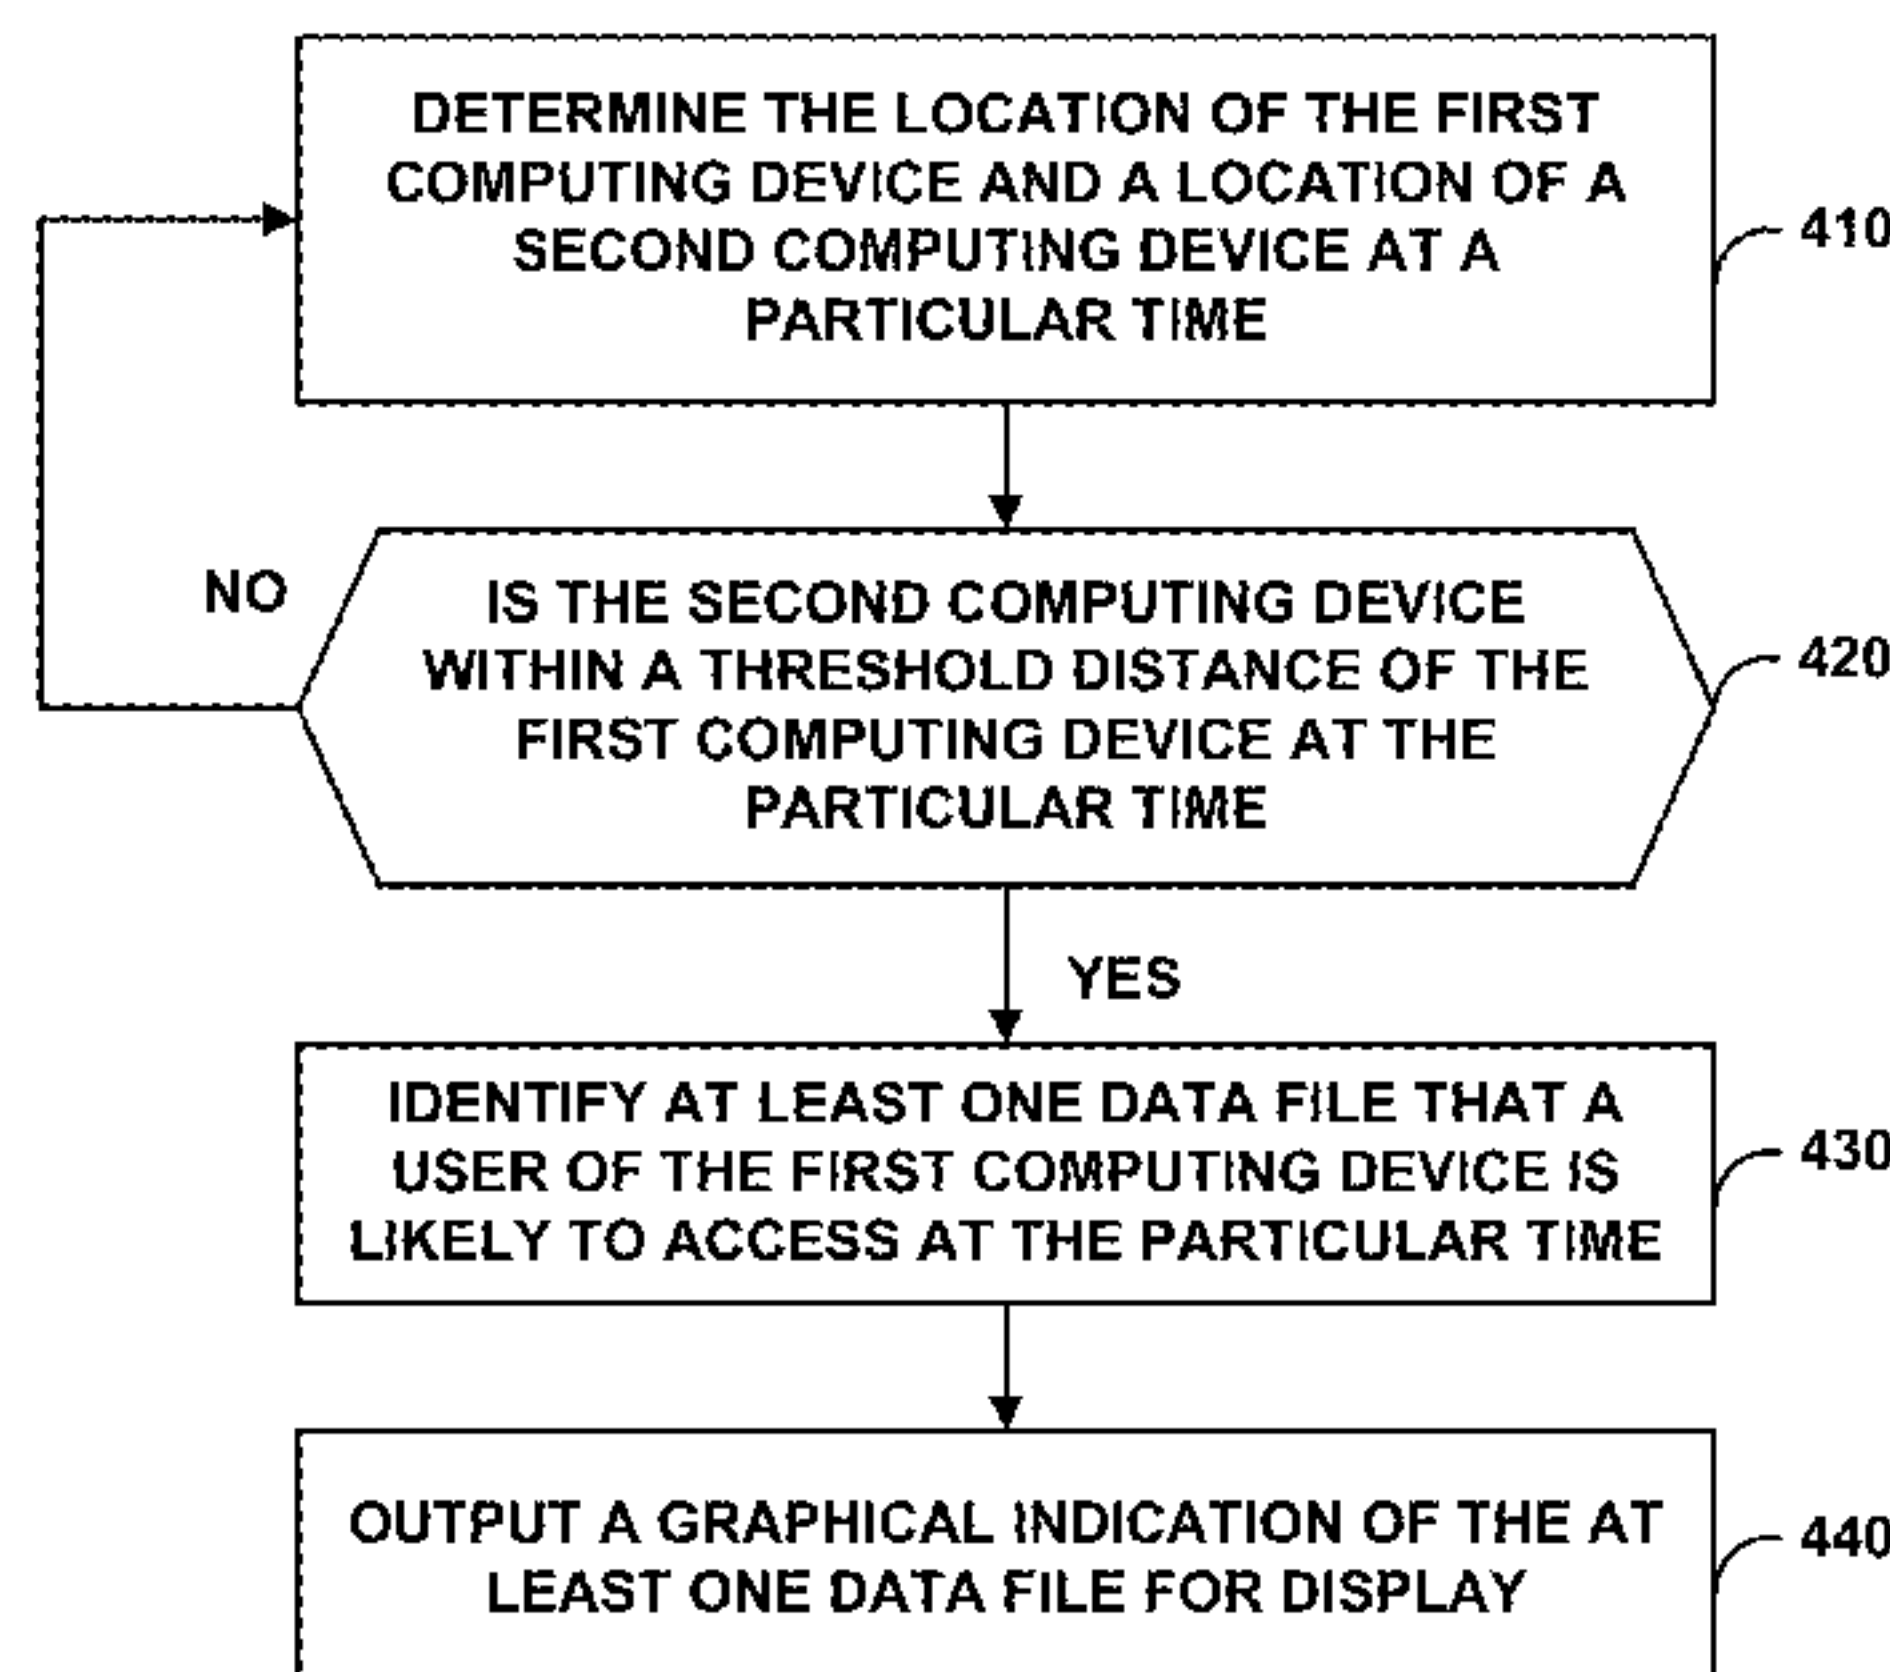 DETERMINE THE LOCATION OF THE FIRST
COMPUTING DEVICE AND A LOCATION OF A
SECOND COMPUTING DEVICE AT A
PARTICULAR TIME
410
NO
IS THE SECOND COMPUTING DEVICE
WITHIN A THRESHOLD DISTANCE OF THE
FIRST COMPUTING DEVICE AT THE
PARTICULAR TIME
420
YES
IDENTIFY AT LEAST ONE DATA FILE THAT A
USER OF THE FIRST COMPUTING DEVICE IS
LIKELY TO ACCESS AT THE PARTICULAR TIME
430
OUTPUT A GRAPHICAL INDICATION OF THE AT
LEAST ONE DATA FILE FOR DISPLAY
440